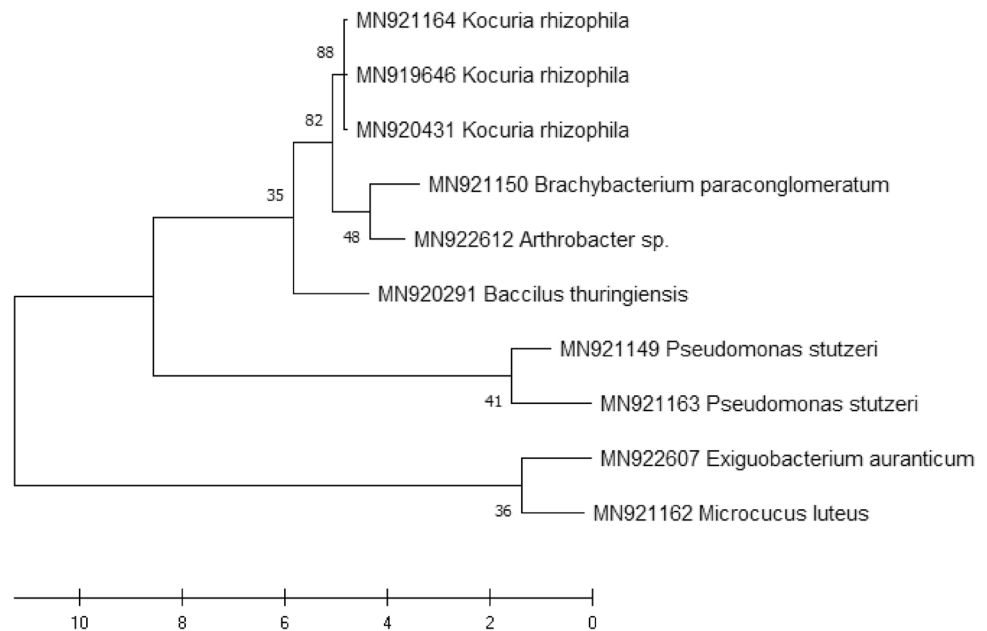 MN921164 Kocuria rhizophila
88
MN919646 Kocuria rhizophila
82
MN920431 Kocuria rhizophila
35
MN921150 Brachybacterium paraconglomeratum
48
MN922612 Arthrobacter sp.
MN920291 Baccilus thuringiensis
MN921149 Pseudomonas stutzeri
41
MN921163 Pseudomonas stutzeri
MN922607 Exiguobacterium auranticum
36
MN921162 Microcucus luteus
10 8 6 4 2 0